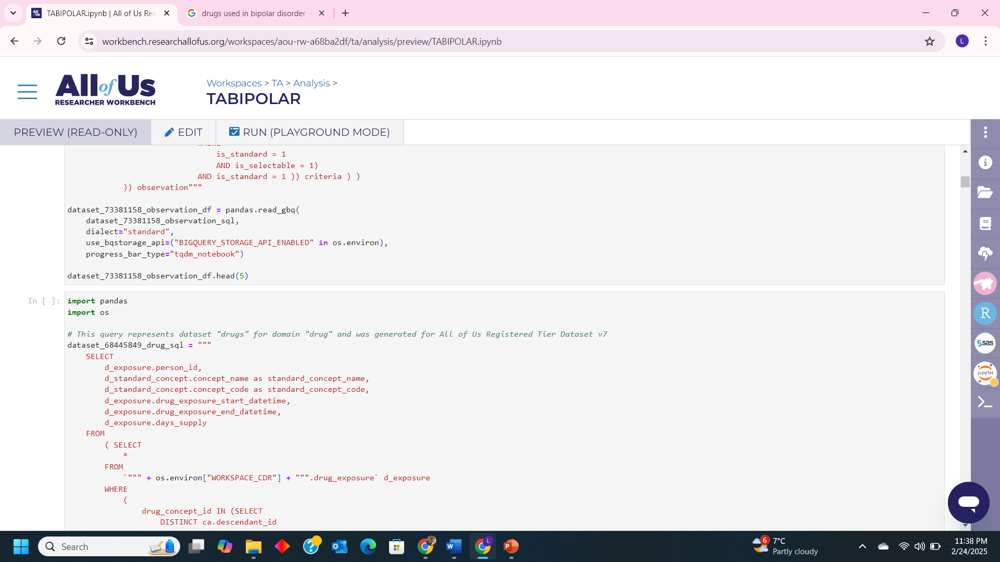 TABIPOLAR.ipynb | All of Us Res
drugs used in bipolar disorder -
workbench.researchallofus.org/workspaces/aou-rw-a68ba2df/ta/analysis/preview/TABIPOLAR.ipynb
L
All of Us
RESEARCHER WORKBENCH
Workspaces > TA > Analysis >
TABIPOLAR
PREVIEW (READ-ONLY)
EDIT
RUN (PLAYGROUND MODE)
is_standard = 1
AND is_selectable = 1)
AND is_standard = 1 )) criteria ) )
)) observation"""
dataset_73381158_observation_df = pandas.read_gbq(
dataset_73381158_observation_sql,
dialect="standard",
use_bqstorage_api=("BIGQUERY_STORAGE_API_ENABLED" in os.environ),
progress_bar_type="tqdm_notebook")
dataset_73381158_observation_df.head(5)
In [ ]:
import pandas
import os
# This query represents dataset "drugs" for domain "drug" and was generated for All of Us Registered Tier Dataset v7
dataset_68445849_drug_sql = """
SELECT
d_exposure.person_id,
d_standard_concept.concept_name as standard_concept_name,
d_standard_concept.concept_code as standard_concept_code,
d_exposure.drug_exposure_start_datetime,
d_exposure.drug_exposure_end_datetime,
d_exposure.days_supply
FROM
( SELECT
*
FROM
`""" + os.environ["WORKSPACE_CDR"] + """.drug_exposure` d_exposure
WHERE
(
drug_concept_id IN (SELECT
DISTINCT ca.descendant_id
R
sas
jupyter
Search
L
6
7°C
Partly cloudy
11:38 PM
2/24/2025